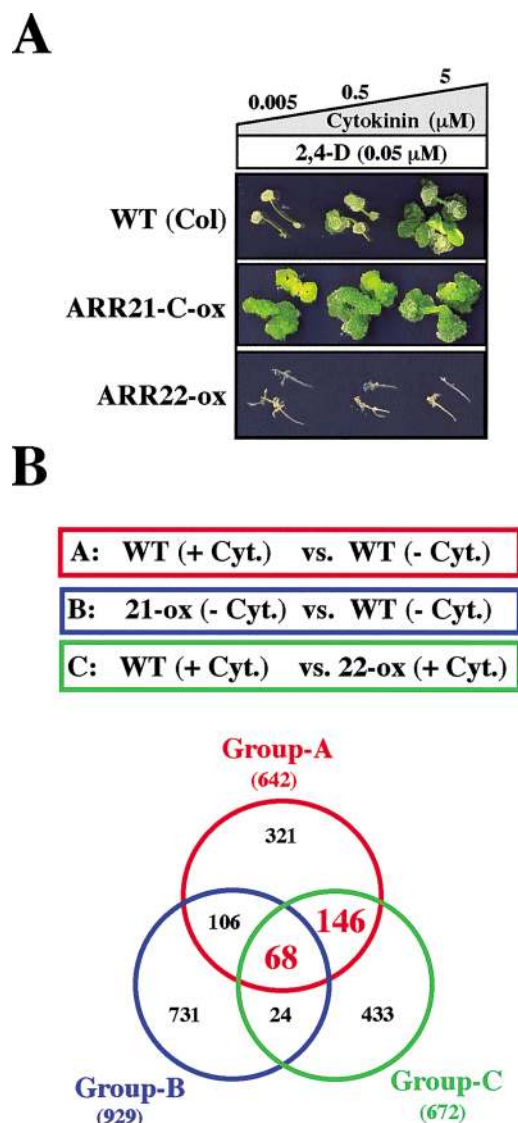 A
0.005 0.5 5
Cytokinin (μM)
2,4-D (0.05 μM)
WT (Col)
ARR21-C-ox
ARR22-ox
B
A: WT (+ Cyt.) vs. WT (- Cyt.)
B: 21-ox (- Cyt.) vs. WT (- Cyt.)
C: WT (+ Cyt.) vs. 22-ox (+ Cyt.)
Group-A
(642)
321
106 146
68
731 24 433
Group-B Group-C
(929) (672)